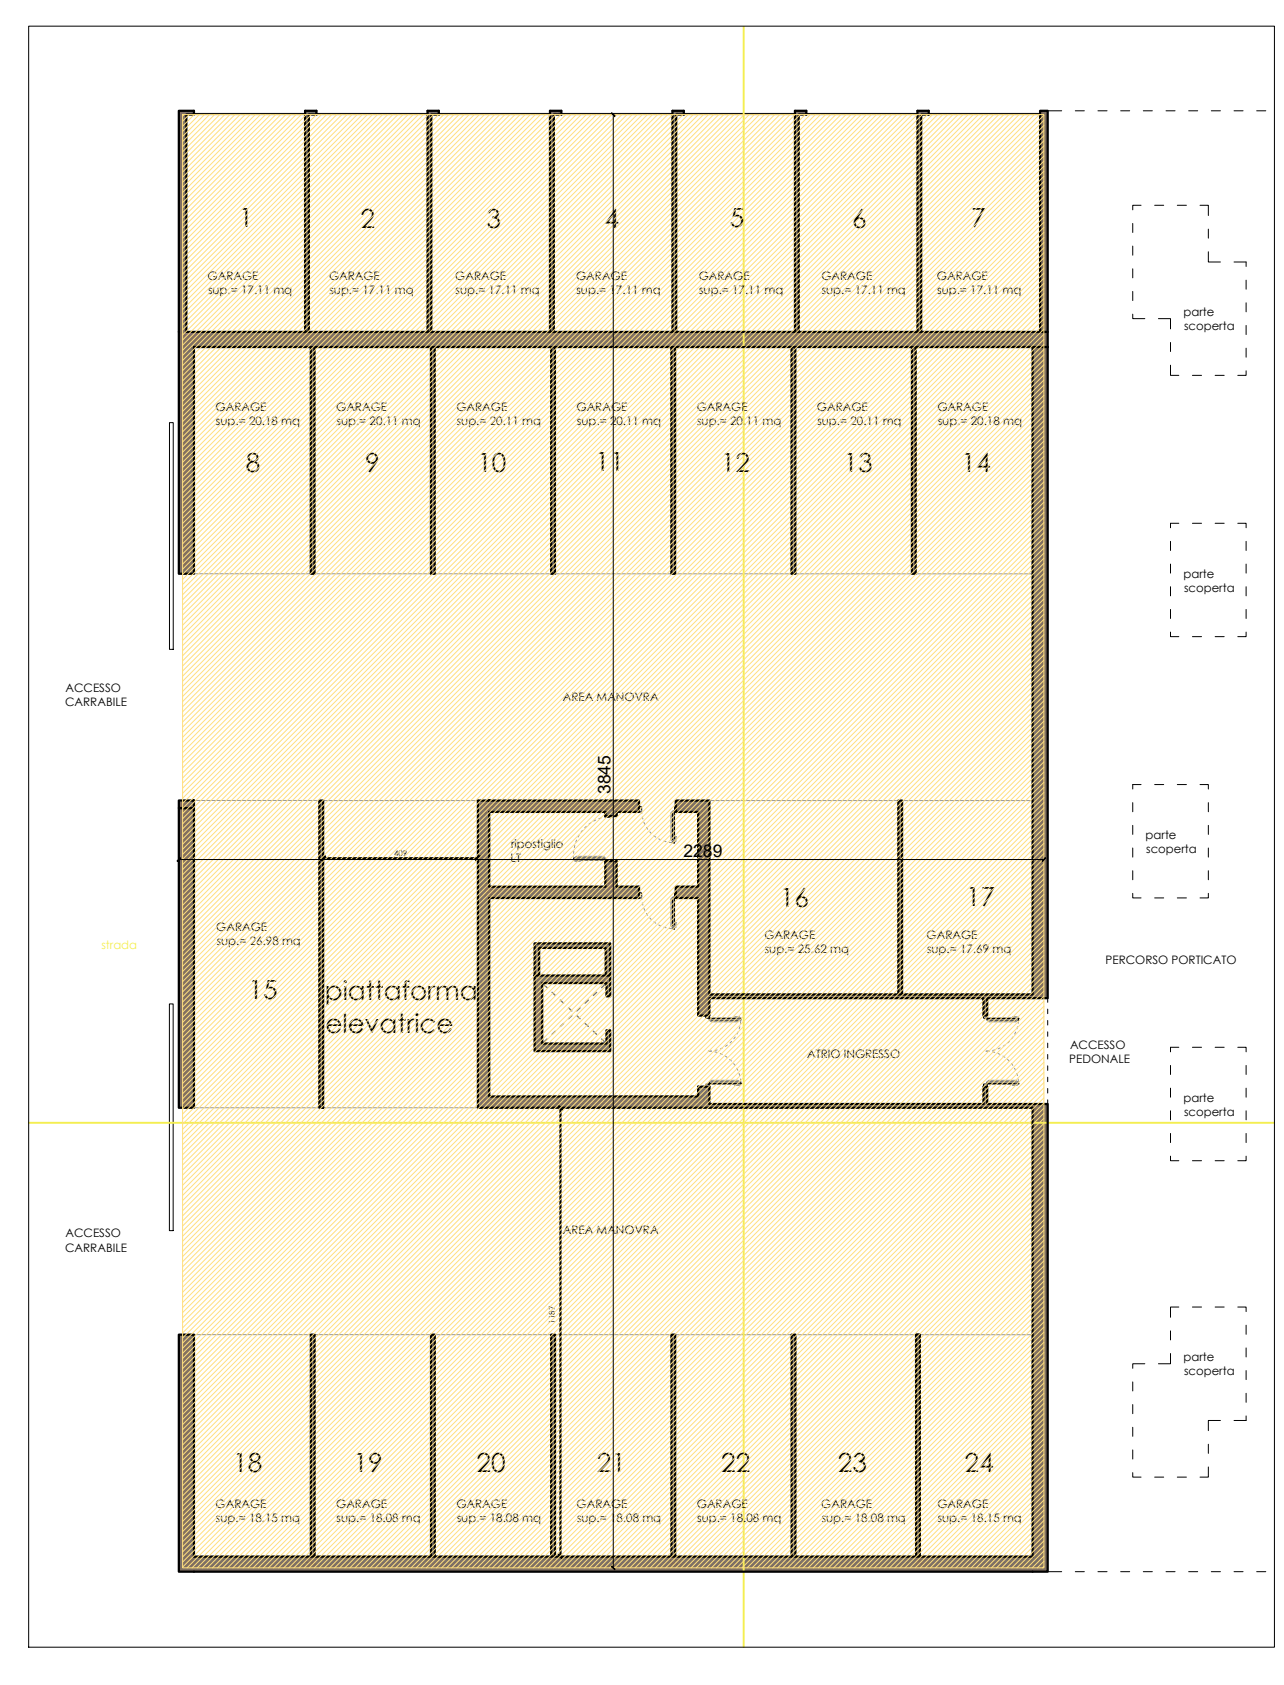 1
2
3
4
5
6
7
GARAGE
sup.= 17.11 mq
GARAGE
sup.= 17.11 mq
GARAGE
sup.= 17.11 mq
GARAGE
sup.= 17.11 mq
GARAGE
sup.= 17.11 mq
GARAGE
sup.= 17.11 mq
GARAGE
sup.= 17.11 mq
parte
scoperta
GARAGE
sup.= 20.18 mq
GARAGE
sup.= 20.11 mq
GARAGE
sup.= 20.11 mq
GARAGE
sup.= 20.11 mq
GARAGE
sup.= 20.11 mq
GARAGE
sup.= 20.11 mq
GARAGE
sup.= 20.18 mq
8
9
10
11
12
13
14
parte
scoperta
ACCESSO
CARRABILE
AREA MANOVRA
3845
ripostiglio
LT
2289
409
parte
scoperta
16
17
GARAGE
sup.= 26.98 mq
GARAGE
sup.= 25.62 mq
GARAGE
sup.= 17.69 mq
strada
PERCORSO PORTICATO
15
piattaforma
elevatrice
ATRIO INGRESSO
ACCESSO
PEDONALE
parte
scoperta
ACCESSO
CARRABILE
AREA MANOVRA
1187
parte
scoperta
18
19
20
21
22
23
24
GARAGE
sup.= 18.15 mq
GARAGE
sup.= 18.08 mq
GARAGE
sup.= 18.08 mq
GARAGE
sup.= 18.08 mq
GARAGE
sup.= 18.08 mq
GARAGE
sup.= 18.08 mq
GARAGE
sup.= 18.15 mq